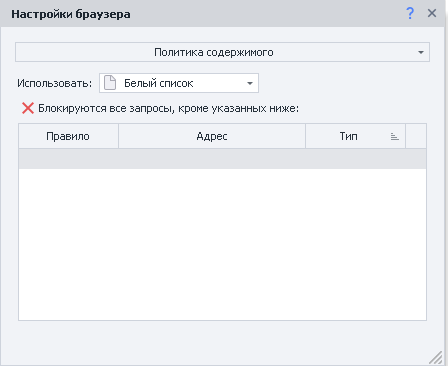 Настройки браузера
Политика содержимого
Использовать: Белый список
Блокируются все запросы, кроме указанных ниже:
Правило Адрес Тип